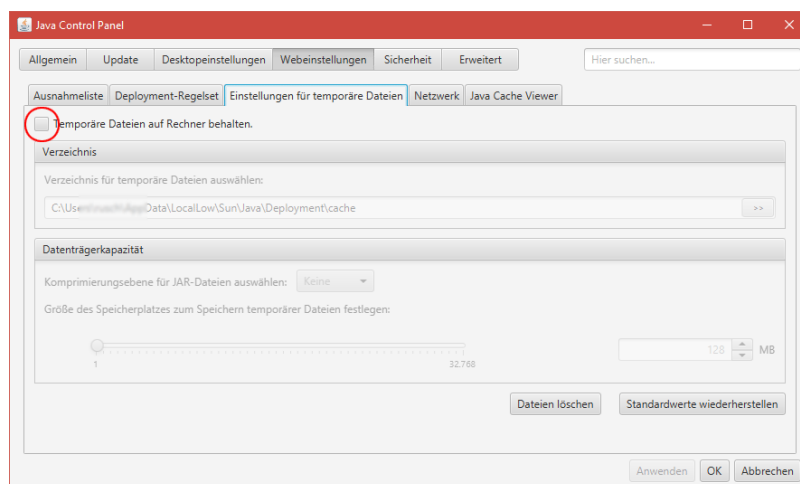 Java Control Panel
Allgemein Update Desktopeinstellungen Webeinstellungen Sicherheit Erweitert Hier suchen...
Ausnahmeliste Deployment-Regelset Einstellungen für temporäre Dateien Netzwerk Java Cache Viewer
Temporäre Dateien auf Rechner behalten.
Verzeichnis
Verzeichnis für temporäre Dateien auswählen:
C:\Use Data\LocalLow\Sun\Java\Deployment\cache >>
Datenträgerkapazität
Komprimierungsebene für JAR-Dateien auswählen: Keine
Größe des Speicherplatzes zum Speichern temporärer Dateien festlegen:
128 MB
1 32.768
Dateien löschen Standardwerte wiederherstellen
Anwenden OK Abbrechen